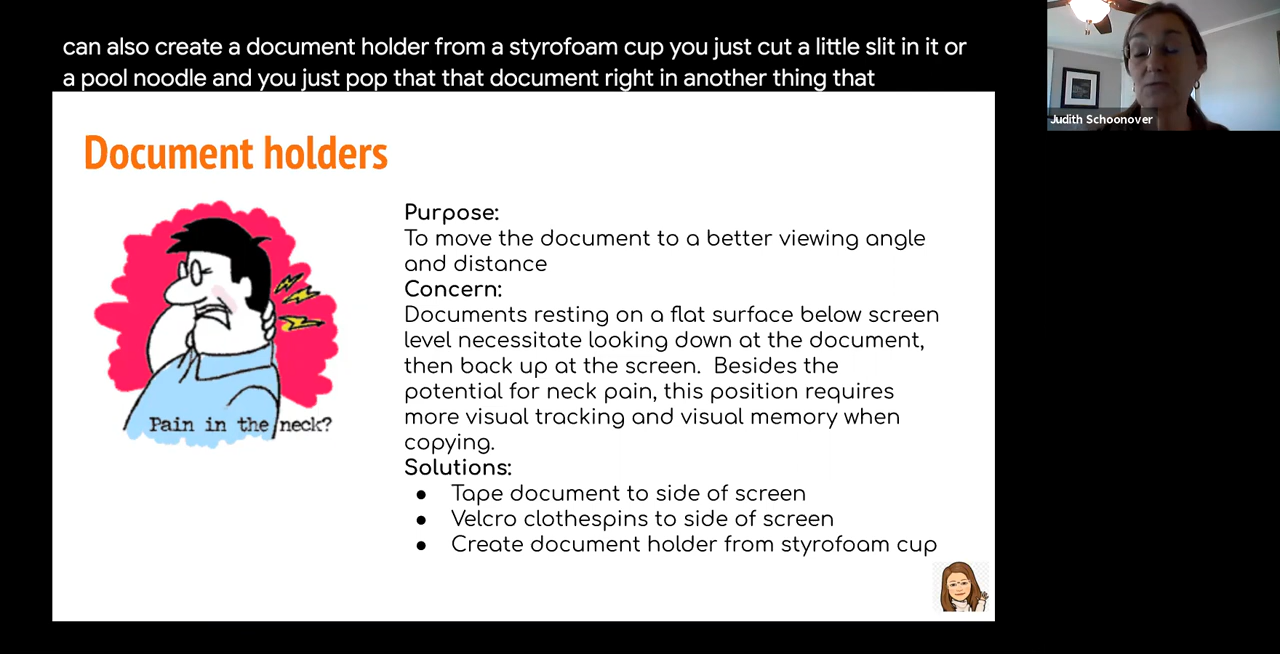 can also create a document holder from a styrofoam cup you just cut a little slit in it or
a pool noodle and you just pop that that document right in another thing that
Judith Schoonover
Document holders
Pain in the neck?
Purpose:
To move the document to a better viewing angle
and distance
Concern:
Documents resting on a flat surface below screen
level necessitate looking down at the document,
then back up at the screen. Besides the
potential for neck pain, this position requires
more visual tracking and visual memory when
copying.
Solutions:
● Tape document to side of screen
● Velcro clothespins to side of screen
● Create document holder from styrofoam cup